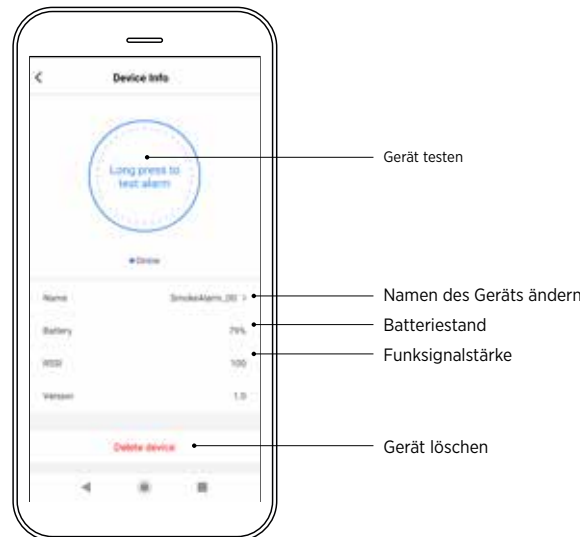 Device Info
Long press to
test alarm
Gerät testen
Online
Name SmokeAlarm_00
Namen des Geräts ändern
Battery 79%
Batteriestand
RSSI 100
Funksignalstärke
Version 1.0
Delete device
Gerät löschen